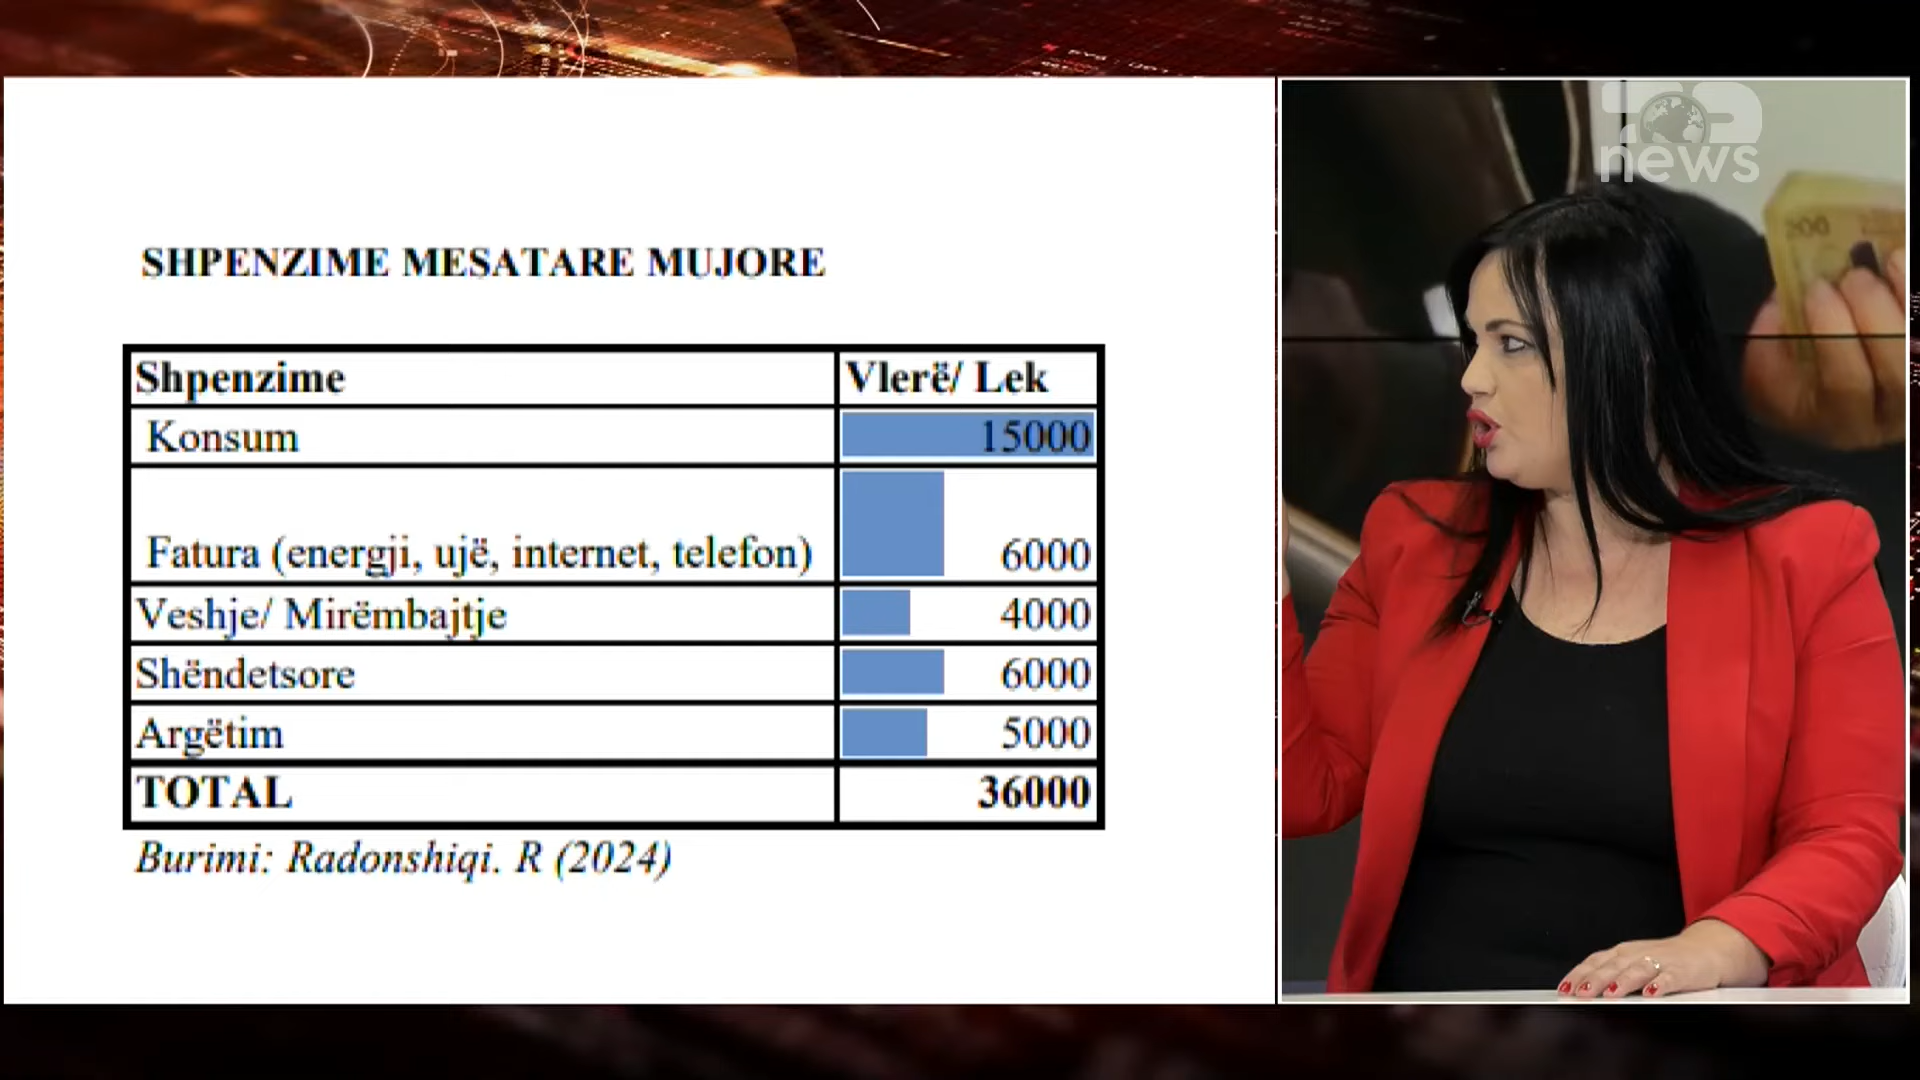 SHPENZIME MESATARE MUJORE
Shpenzime Vlerë/ Lek
Konsum 15000
Fatura (energji, ujë, internet, telefon) 6000
Veshje/ Mirëmbajtje 4000
Shëndetsore 6000
Argëtim 5000
TOTAL 36000
Burimi: Radonshiqi. R (2024)
news
200